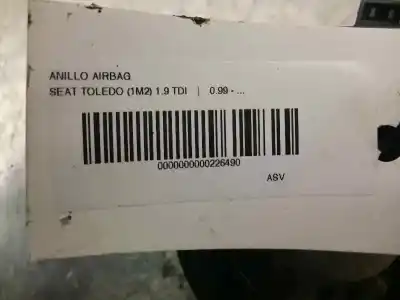 ANILLO AIRBAG
SEAT TOLEDO (1M2) 1.9 TDI | 0.99 - ...
0000000000226490
ASV